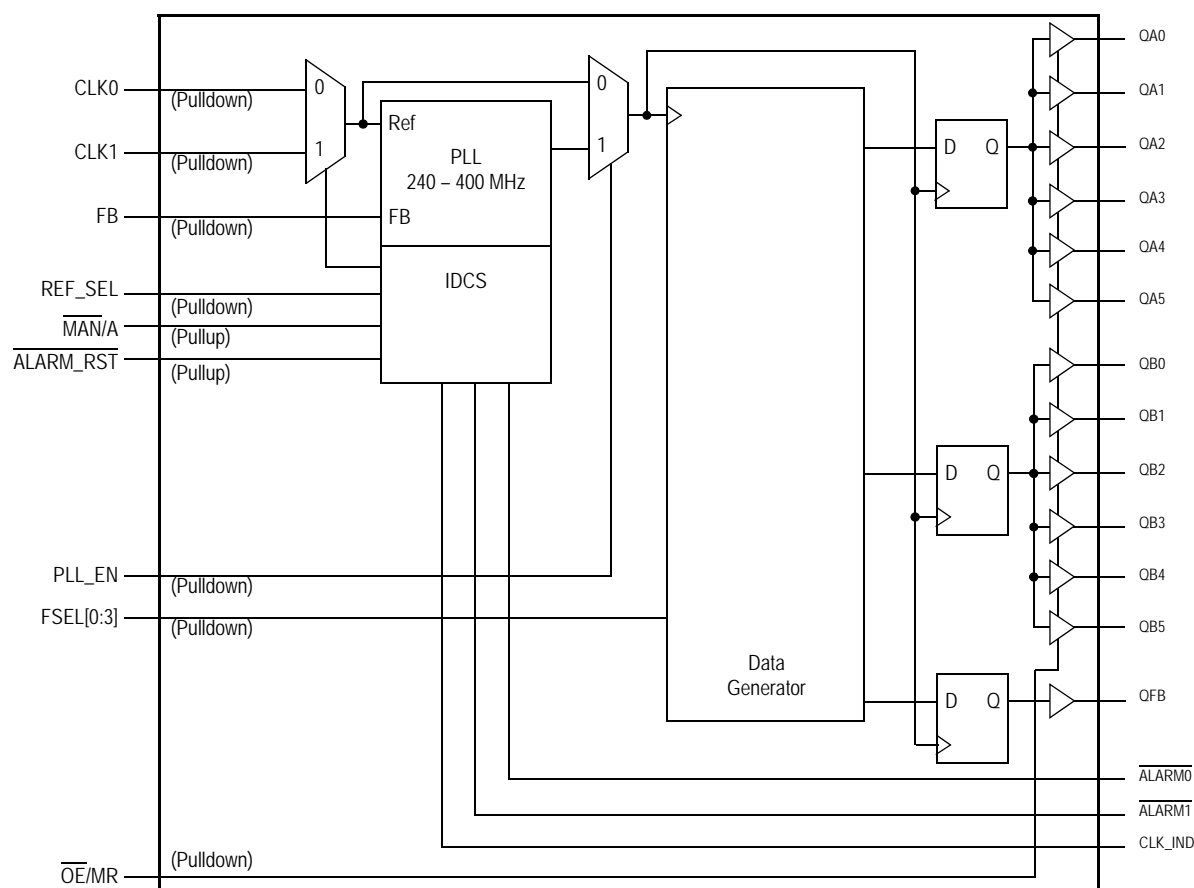 CLK0
(Pulldown)
CLK1
(Pulldown)
FB
(Pulldown)
REF_SEL
(Pulldown)
MAN/A
(Pullup)
ALARM_RST
(Pullup)
PLL_EN
(Pulldown)
FSEL[0:3]
(Pulldown)
OE/MR
(Pulldown)
0
1
Ref
PLL
240 – 400 MHz
FB
IDCS
0
1
Data
Generator
D Q
D Q
D Q
QA0
QA1
QA2
QA3
QA4
QA5
QB0
QB1
QB2
QB3
QB4
QB5
QFB
ALARM0
ALARM1
CLK_IND